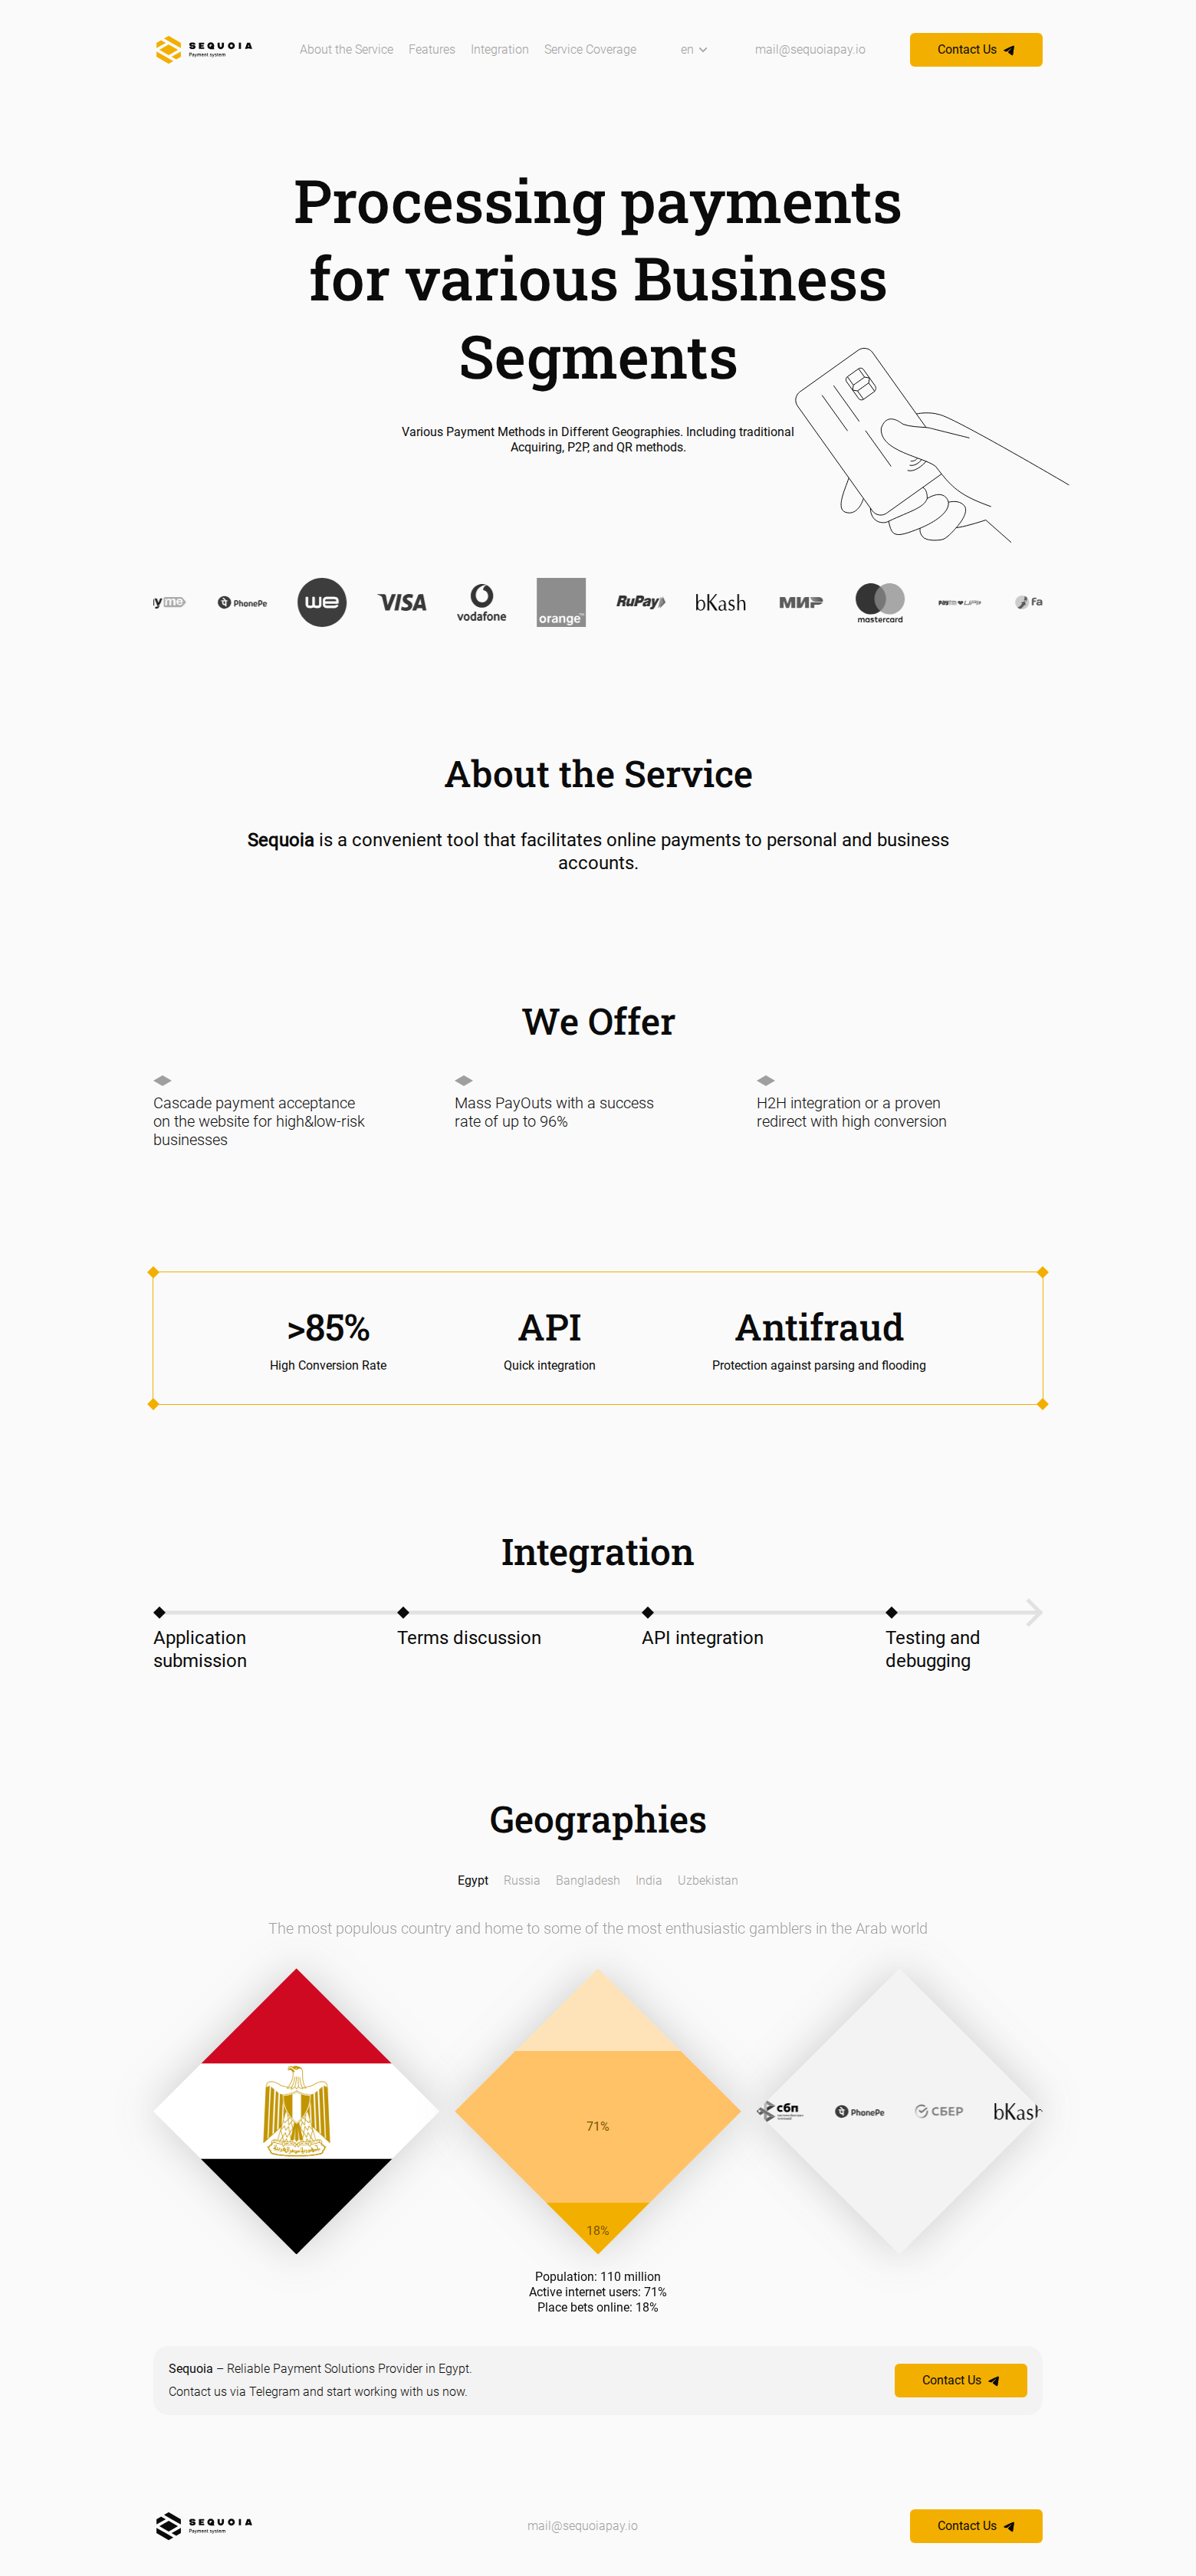 SEQUOIA
Payment system
About the Service Features Integration Service Coverage en mail@sequoiapay.io Contact Us
Processing payments
for various Business
Segments
Various Payment Methods in Different Geographies. Including traditional
Acquiring, P2P, and QR methods.
yme PhonePe we VISA vodafone orange RuPay bKash МИР mastercard Fa
About the Service
Sequoia is a convenient tool that facilitates online payments to personal and business
accounts.
We Offer
Cascade payment acceptance
on the website for high&low-risk
businesses
Mass PayOuts with a success
rate of up to 96%
H2H integration or a proven
redirect with high conversion
>85%
High Conversion Rate
API
Quick integration
Antifraud
Protection against parsing and flooding
Integration
Application
submission
Terms discussion
API integration
Testing and
debugging
Geographies
Egypt Russia Bangladesh India Uzbekistan
The most populous country and home to some of the most enthusiastic gamblers in the Arab world
71%
18%
сбп PhonePe СБЕР bKash
Population: 110 million
Active internet users: 71%
Place bets online: 18%
Sequoia – Reliable Payment Solutions Provider in Egypt.
Contact us via Telegram and start working with us now.
Contact Us
SEQUOIA
Payment system
mail@sequoiapay.io
Contact Us